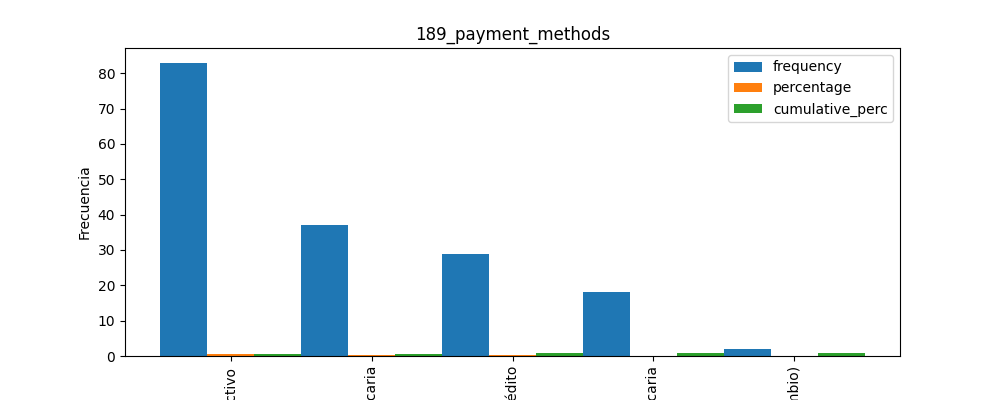 189_payment_methods
frequency
percentage
cumulative_perc
Frecuencia
80
70
60
50
40
30
20
10
0
ctivo
caria
édito
caria
nbio)